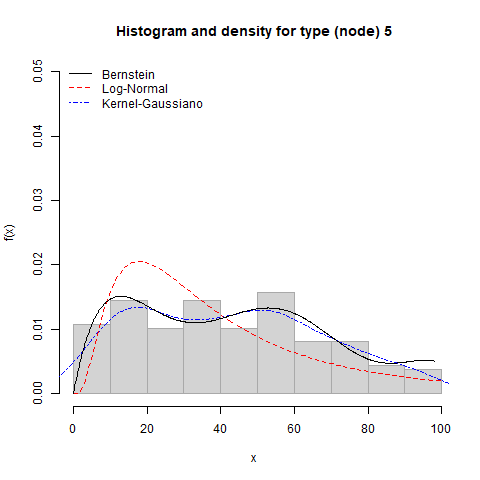 Histogram and density for type (node) 5
Bernstein
Log-Normal
Kernel-Gaussiano
f(x)
0.05
0.04
0.03
0.02
0.01
0.00
0 20 40 60 80 100
x